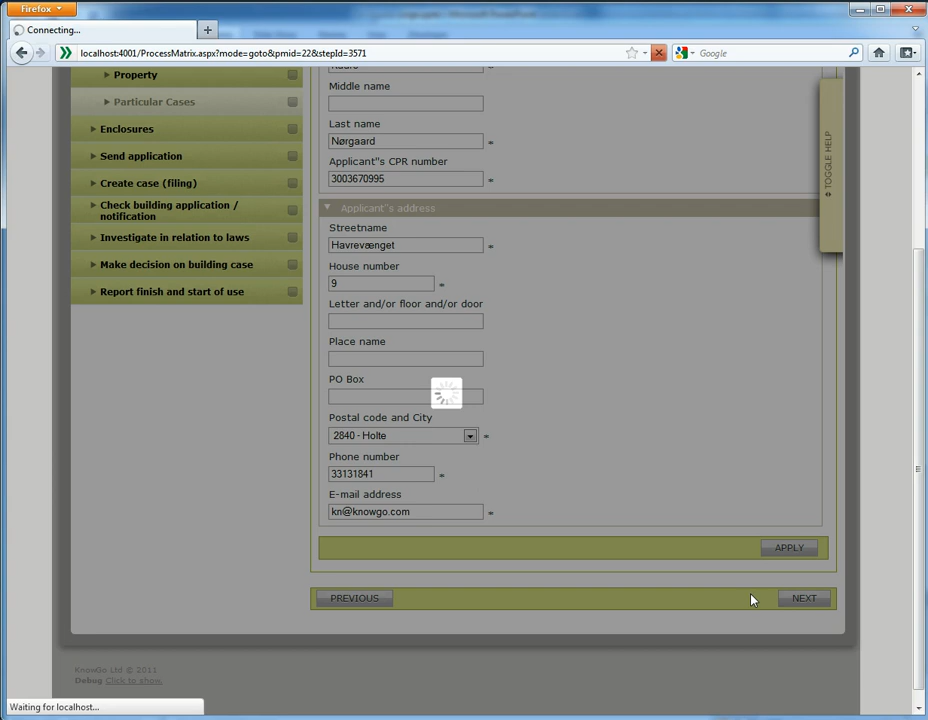 Firefox
Connecting...
localhost:4001/ProcessMatrix.aspx?mode=goto&pmid=22&stepId=3571
Google
Property
Particular Cases
Enclosures
Send application
Create case (filing)
Check building application /
notification
Investigate in relation to laws
Make decision on building case
Report finish and start of use
Middle name
Last name
Nørgaard *
Applicant"s CPR number
3003670995 *
Applicant"s address
Streetname
Havrevænget *
House number
9 *
Letter and/or floor and/or door
Place name
PO Box
Postal code and City
2840 - Holte *
Phone number
33131841 *
E-mail address
kn@knowgo.com *
APPLY
PREVIOUS
NEXT
TOGGLE HELP
KnowGo Ltd © 2011
Debug Click to show.
Waiting for localhost...